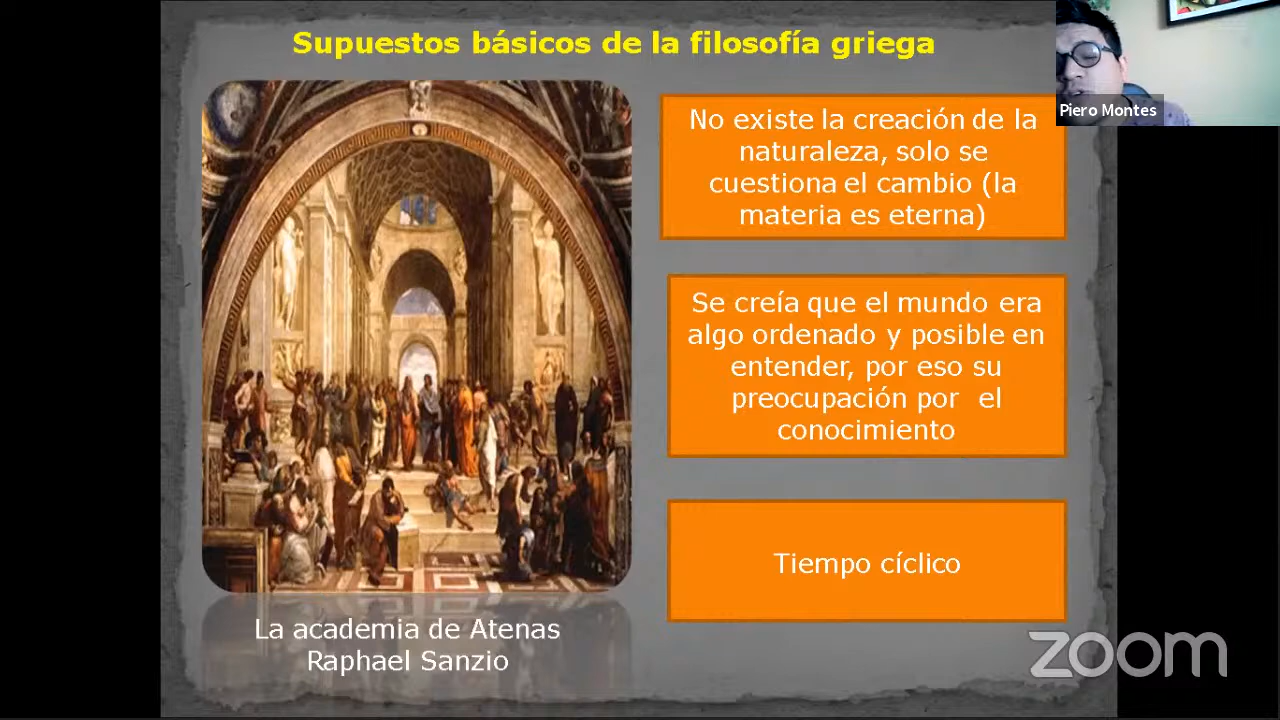 Supuestos básicos de la filosofía griega
Piero Montes
No existe la creación de la
naturaleza, solo se
cuestiona el cambio (la
materia es eterna)
Se creía que el mundo era
algo ordenado y posible en
entender, por eso su
preocupación por  el
conocimiento
Tiempo cíclico
La academia de Atenas
Raphael Sanzio
zoom